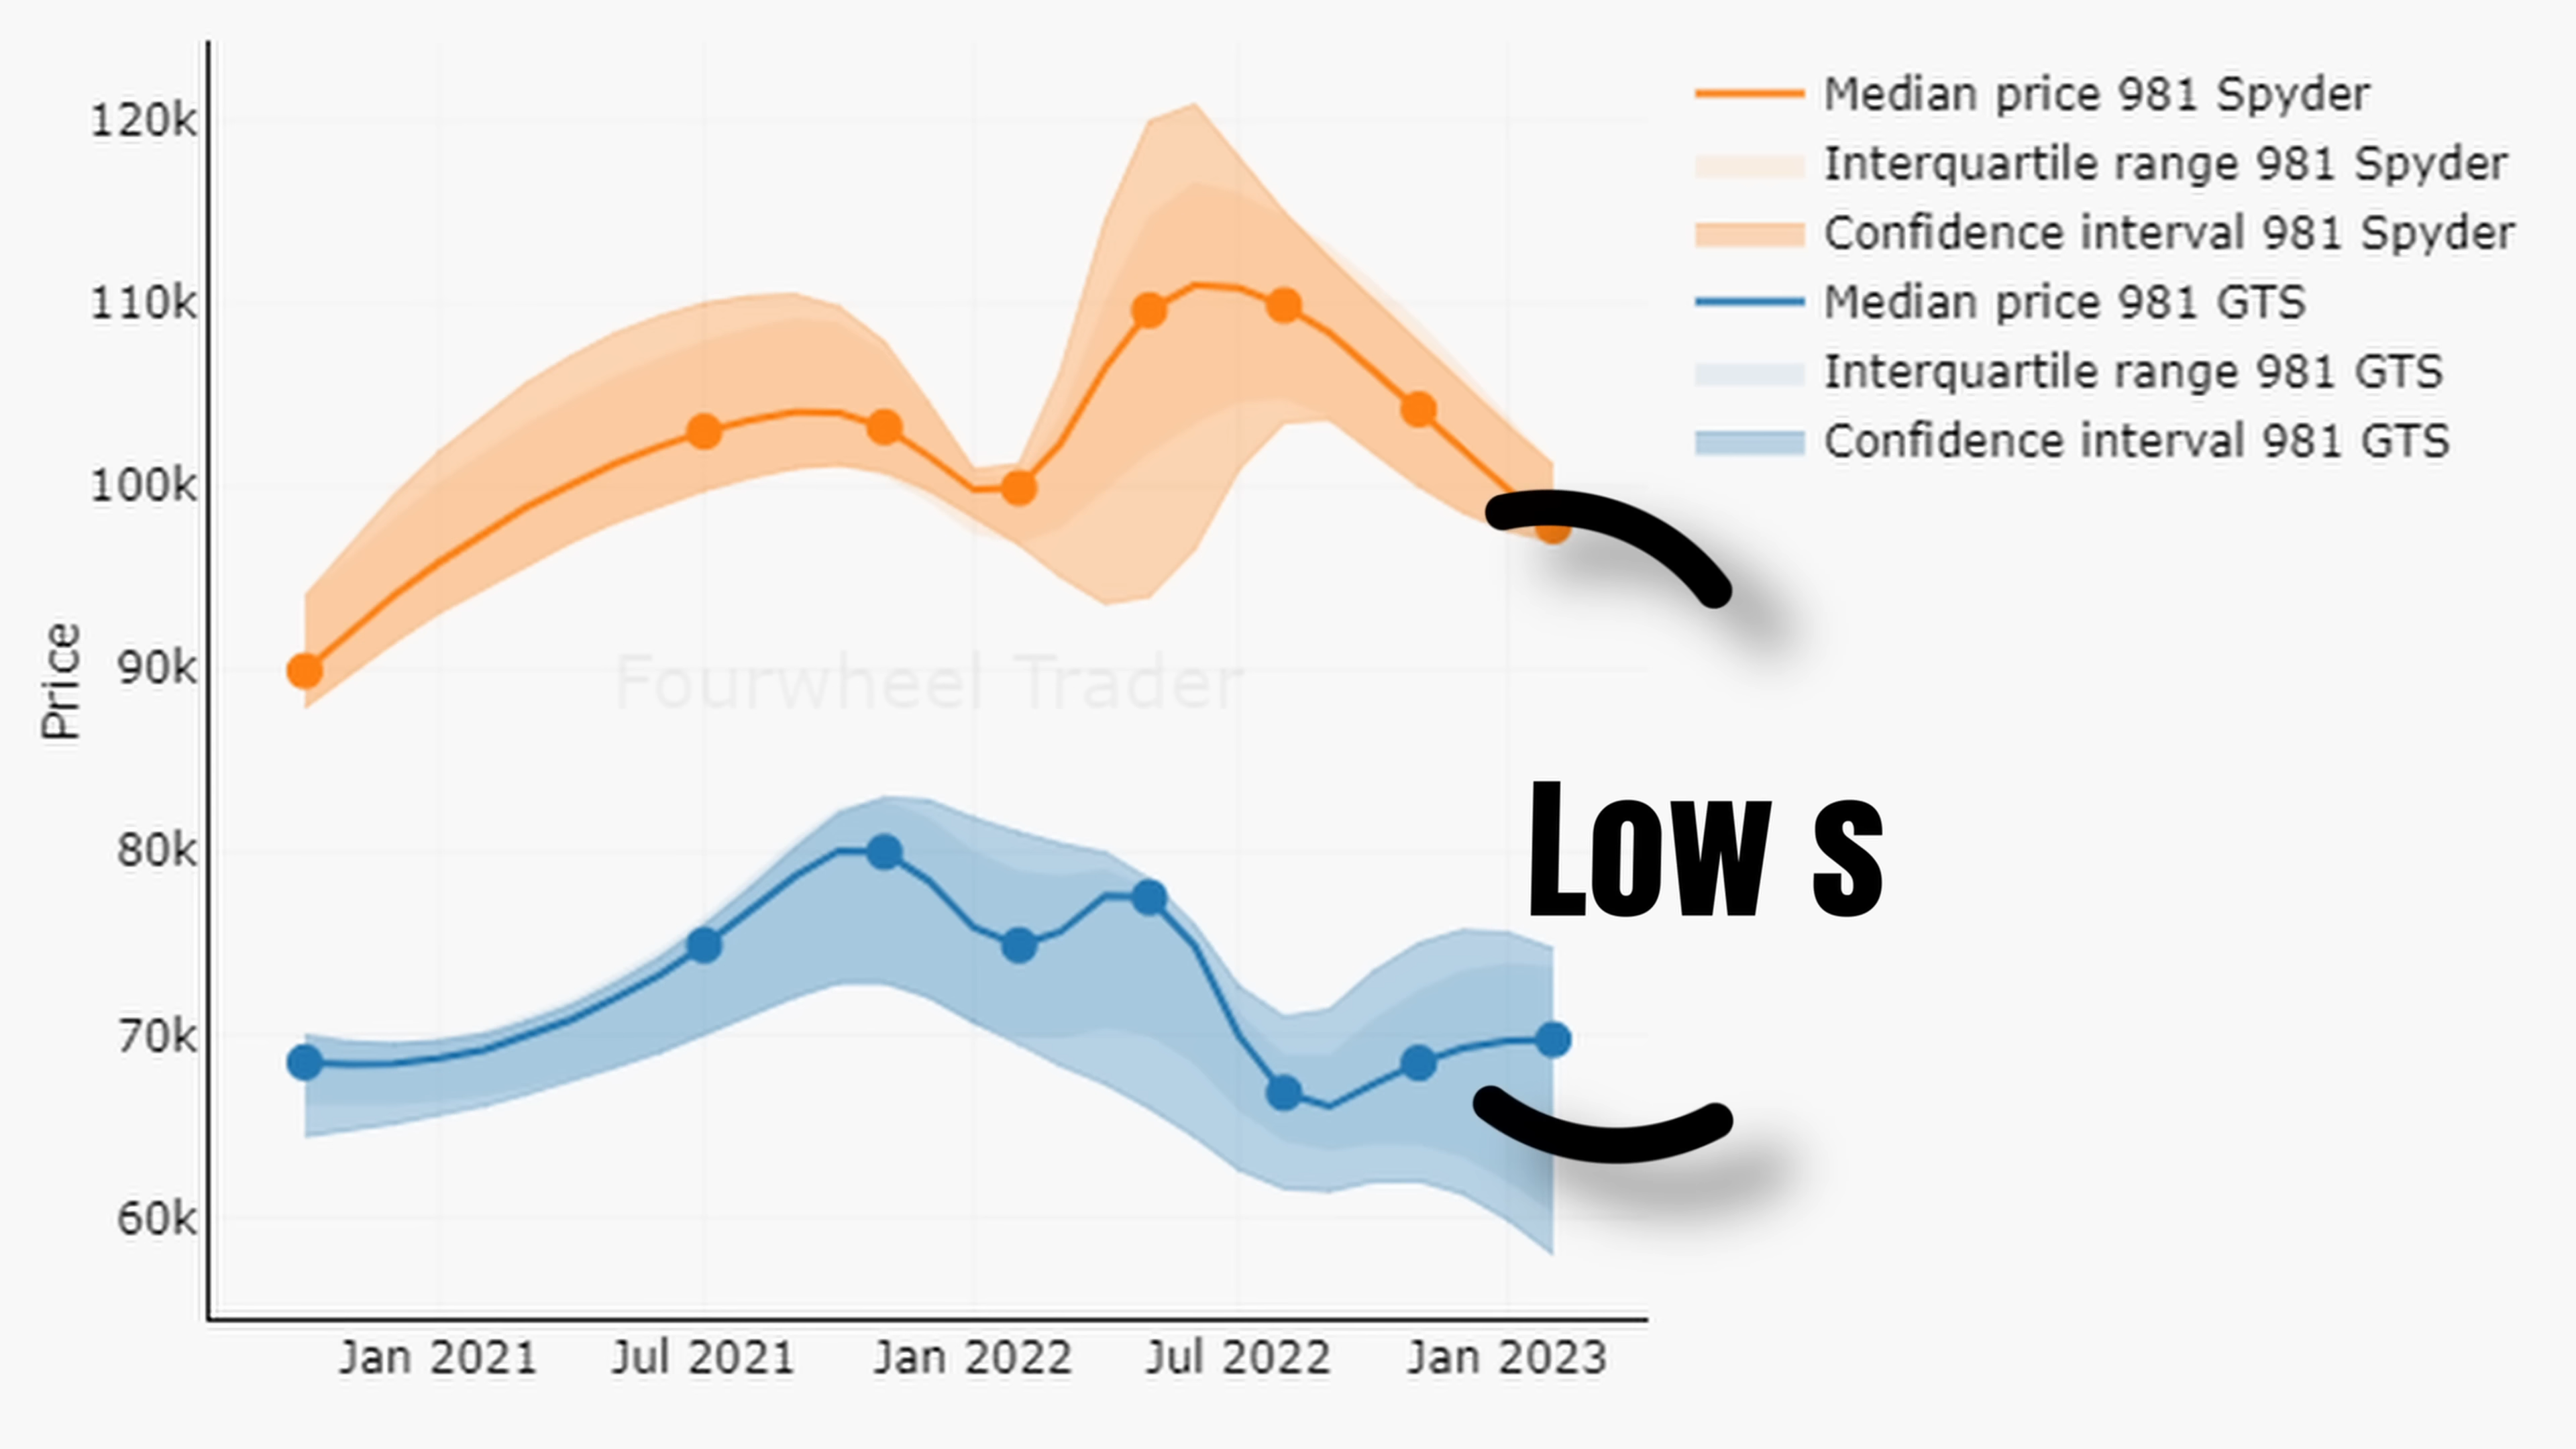 120k
110k
100k
90k
80k
70k
60k
Price
Jan 2021
Jul 2021
Jan 2022
Jul 2022
Jan 2023
Median price 981 Spyder
Interquartile range 981 Spyder
Confidence interval 981 Spyder
Median price 981 GTS
Interquartile range 981 GTS
Confidence interval 981 GTS
Fourwheel Trader
Low s